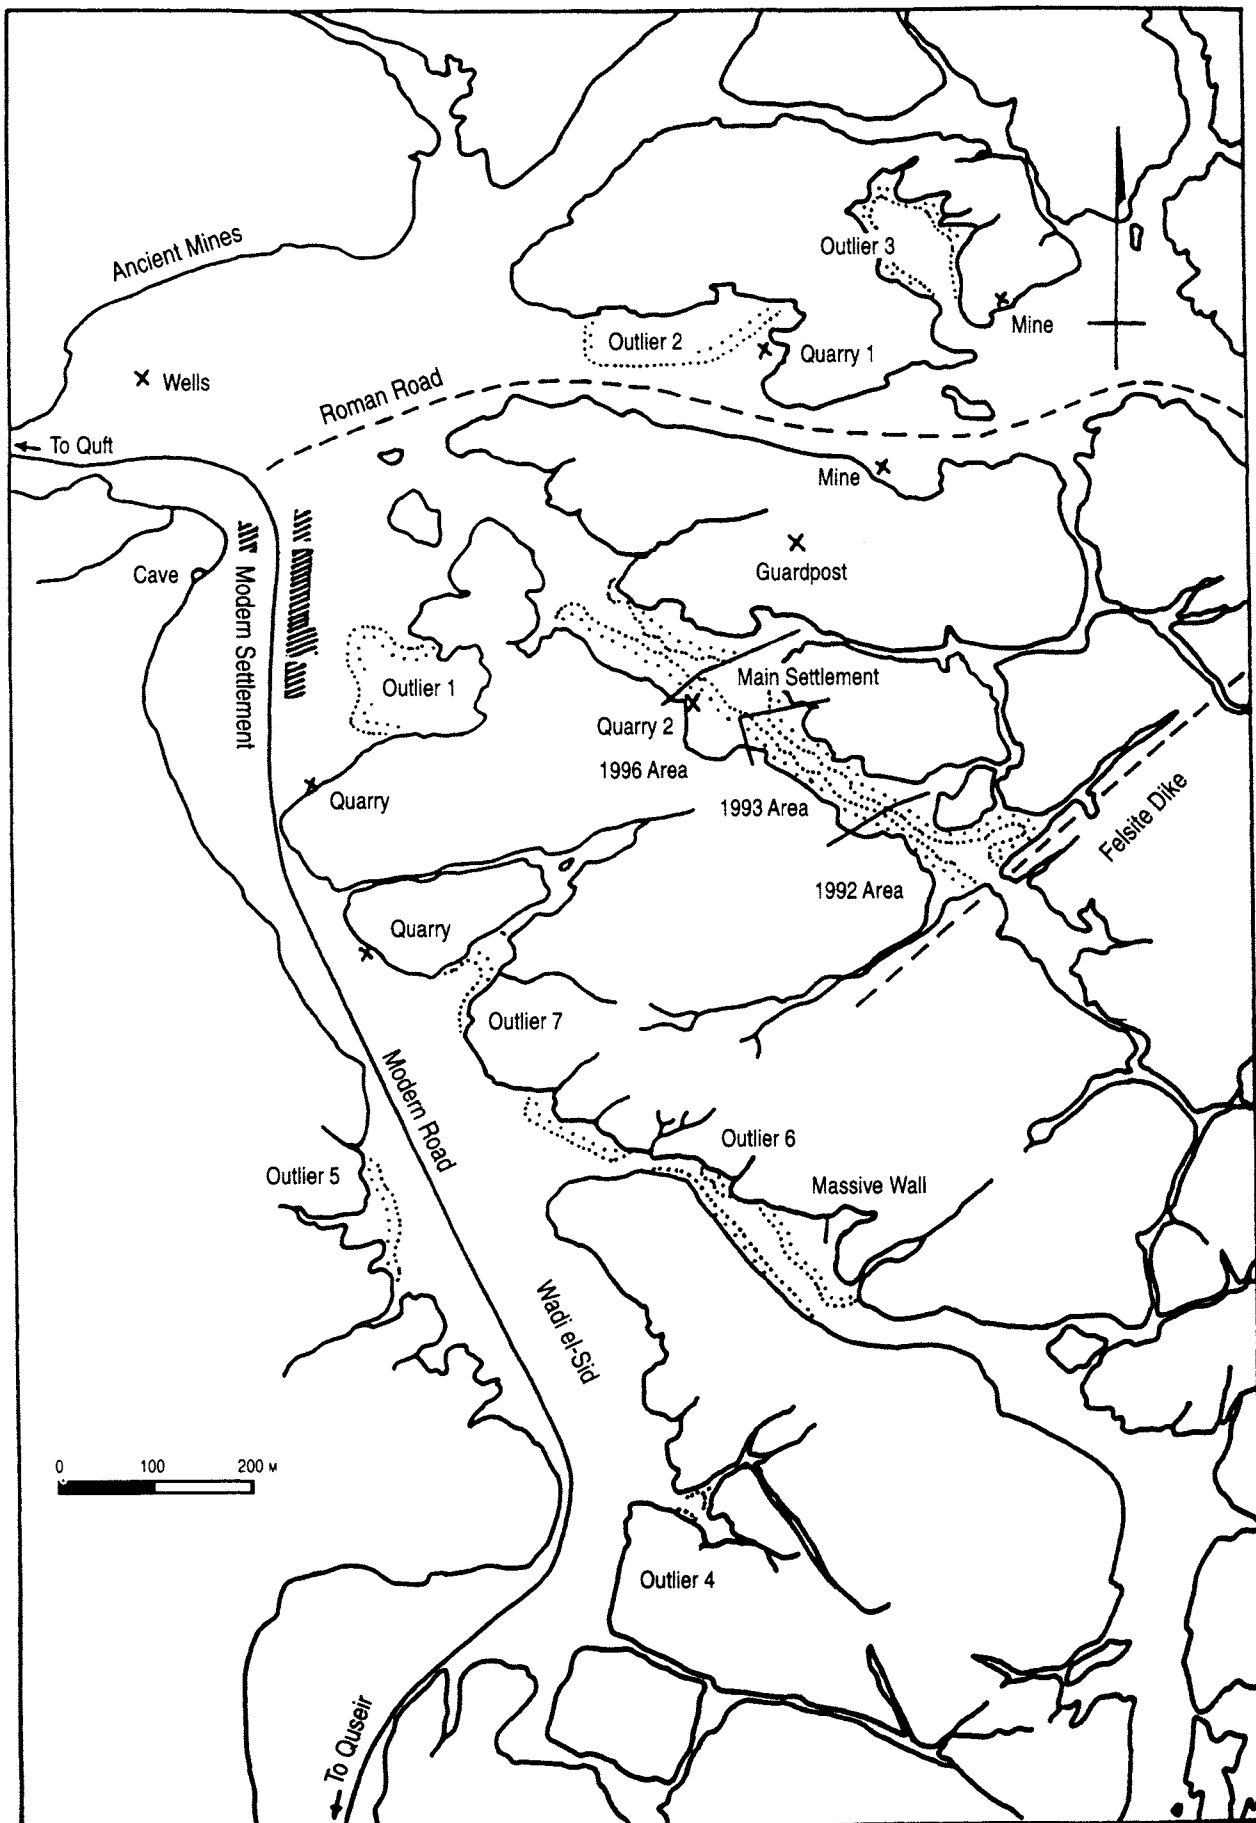 Ancient Mines
Outlier 3
Mine
Outlier 2
Quarry 1
Wells
Roman Road
To Quft
Mine
Guardpost
Cave
Modern Settlement
Outlier 1
Main Settlement
Quarry 2
1996 Area
Quarry
1993 Area
Felsite Dike
1992 Area
Quarry
Outlier 7
Modern Road
Outlier 6
Outlier 5
Massive Wall
Wadi el-Sid
0 100 200 M
Outlier 4
To Quseir